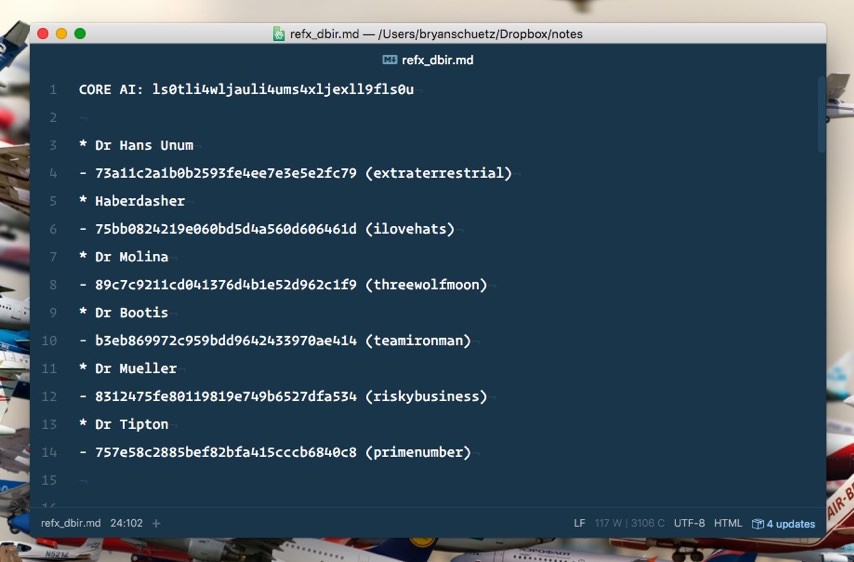 refx_dbir.md — /Users/bryanschuetz/Dropbox/notes
refx_dbir.md
1 CORE AI: ls0tli4wljauli4ums4xljexll9fls0u
2
3 * Dr Hans Unum
4 - 73a11c2a1b0b2593fe4ee7e3e5e2fc79 (extraterrestrial)
5 * Haberdasher
6 - 75bb0824219e060bd5d4a560d606461d (ilovehats)
7 * Dr Molina
8 - 89c7c9211cd041376d4b1e52d962c1f9 (threewolfmoon)
9 * Dr Bootis
10 - b3eb869972c959bdd9642433970ae414 (teamironman)
11 * Dr Mueller
12 - 8312475fe80119819e749b6527dfa534 (riskybusiness)
13 * Dr Tipton
14 - 757e58c2885bef82bfa415cccb6840c8 (primenumber)
15
refx_dbir.md 24:102 + LF 117 W | 3106 C UTF-8 HTML 4 updates
AIR-B
N521Z